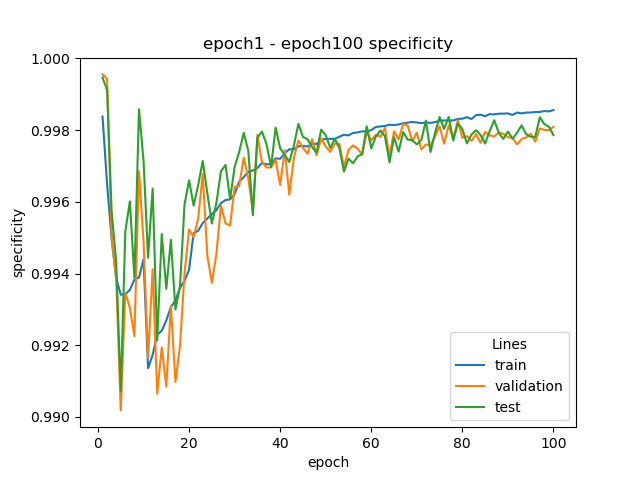 epoch1 - epoch100 specificity
1.000
0.998
0.996
0.994
0.992
0.990
specificity
0
20
40
60
80
100
epoch
Lines
train
validation
test